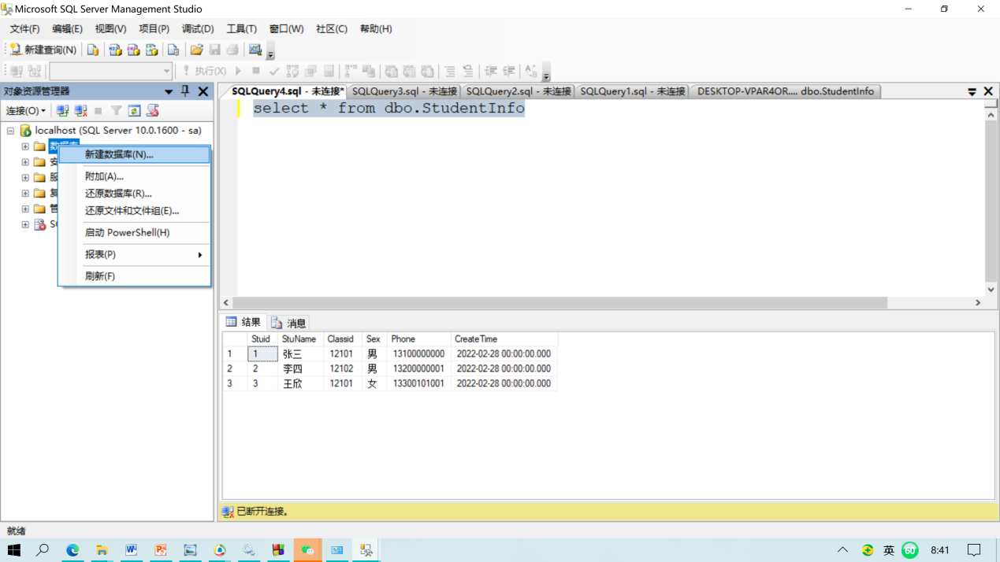 Microsoft SQL Server Management Studio
文件(F) 编辑(E) 视图(V) 项目(P) 调试(D) 工具(T) 窗口(W) 社区(C) 帮助(H)
新建查询(N)
执行(X)
对象资源管理器
连接(O)
localhost (SQL Server 10.0.1600 - sa)
数据库
新建数据库(N)...
附加(A)...
还原数据库(R)...
还原文件和文件组(E)...
启动 PowerShell(H)
报表(P)
刷新(F)
SQLQuery4.sql - 未连接* SQLQuery3.sql - 未连接 SQLQuery2.sql - 未连接 SQLQuery1.sql - 未连接 DESKTOP-VPAR4OR.... dbo.StudentInfo
select * from dbo.StudentInfo
结果 消息
Stuid StuName Classid Sex Phone CreateTime
1 1 张三 12101 男 13100000000 2022-02-28 00:00:00.000
2 2 李四 12102 男 13200000001 2022-02-28 00:00:00.000
3 3 王欣 12101 女 13300101001 2022-02-28 00:00:00.000
已断开连接。
就绪
英 60 8:41